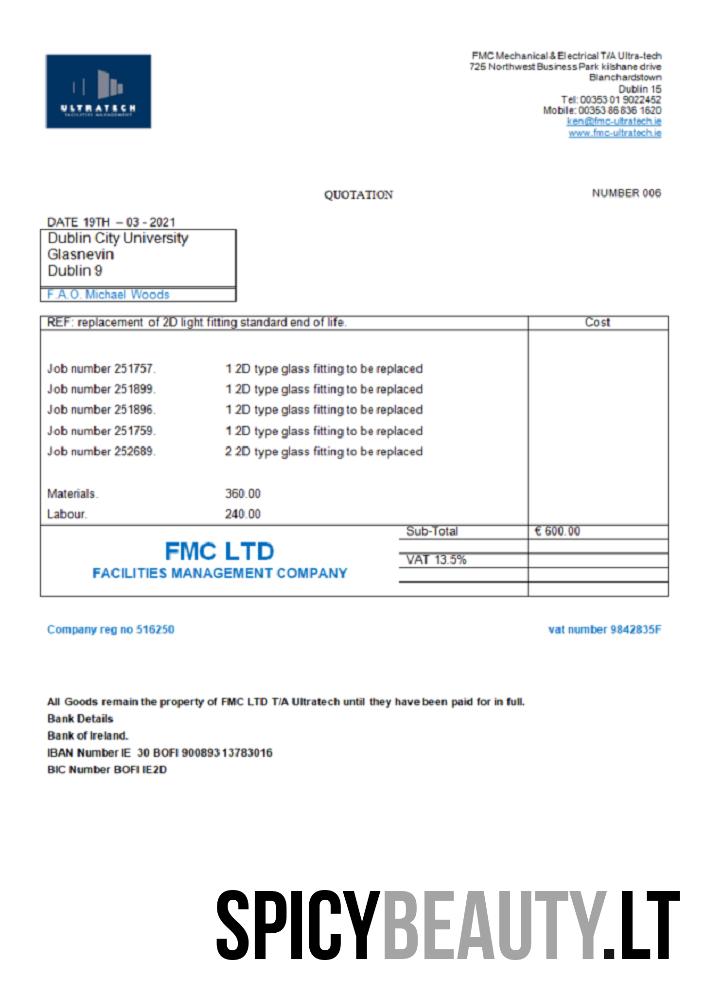 ULTRATECH
FACILITIES MANAGEMENT
FMC Mechanical & Electrical T/A Ultra-tech
725 Northwest Business Park kilshane drive
Blanchardstown
Dublin 15
Tel: 00353 01 9022452
Mobile: 00353 86 836 1620
ken@fmc-ultratech.ie
www.fmc-ultratech.ie
QUOTATION
NUMBER 006
DATE 19TH – 03 - 2021
Dublin City University
Glasnevin
Dublin 9
F.A.O. Michael Woods
REF: replacement of 2D light fitting standard end of life. Cost
Job number 251757. 1 2D type glass fitting to be replaced
Job number 251899. 1 2D type glass fitting to be replaced
Job number 251896. 1 2D type glass fitting to be replaced
Job number 251759. 1 2D type glass fitting to be replaced
Job number 252689. 2 2D type glass fitting to be replaced
Materials. 360.00
Labour. 240.00
Sub-Total € 600.00
FMC LTD
VAT 13.5%
FACILITIES MANAGEMENT COMPANY
Company reg no 516250 vat number 9842835F
All Goods remain the property of FMC LTD T/A Ultratech until they have been paid for in full.
Bank Details
Bank of Ireland.
IBAN Number IE 30 BOFI 90089313783016
BIC Number BOFI IE2D
SPICYBEAUTY.LT